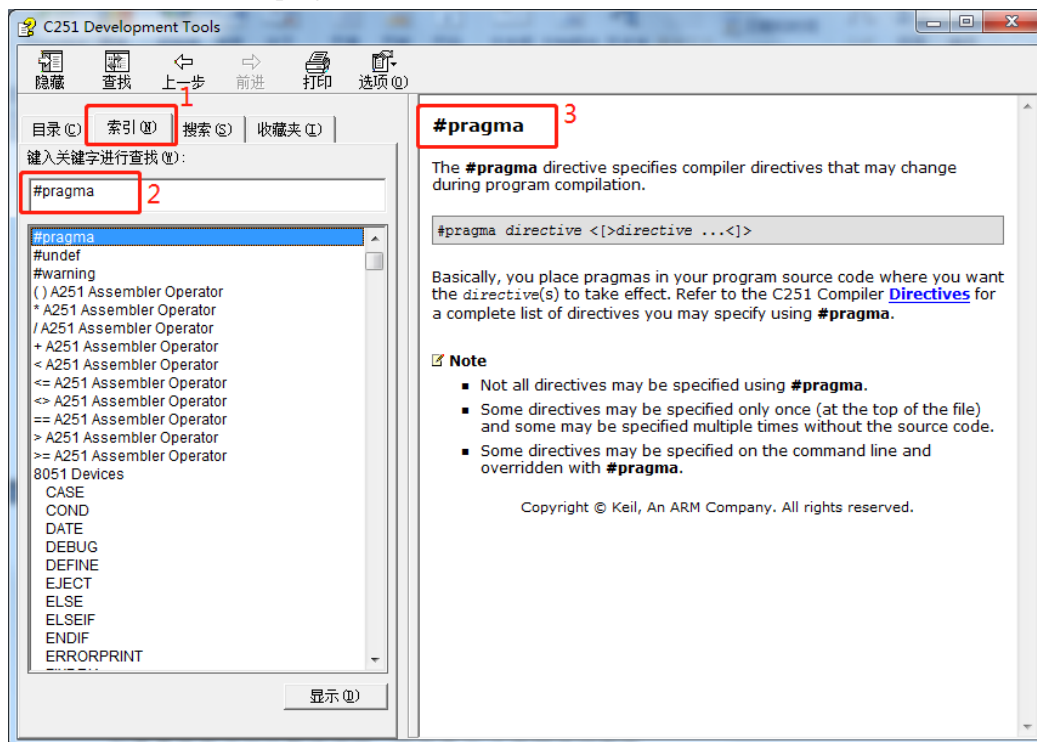 C251 Development Tools
隐藏 查找 上一步 前进 打印 选项(O)
1
目录(C) 索引(N) 搜索(S) 收藏夹(I)
键入关键字进行查找(W):
#pragma 2
#pragma
#undef
#warning
( ) A251 Assembler Operator
* A251 Assembler Operator
/ A251 Assembler Operator
+ A251 Assembler Operator
< A251 Assembler Operator
<= A251 Assembler Operator
<> A251 Assembler Operator
== A251 Assembler Operator
> A251 Assembler Operator
>= A251 Assembler Operator
8051 Devices
CASE
COND
DATE
DEBUG
DEFINE
EJECT
ELSE
ELSEIF
ENDIF
ERRORPRINT
显示(D)
#pragma 3
The #pragma directive specifies compiler directives that may change
during program compilation.
#pragma directive <[>directive ...<]>
Basically, you place pragmas in your program source code where you want
the directive(s) to take effect. Refer to the C251 Compiler Directives for
a complete list of directives you may specify using #pragma.
Note
■ Not all directives may be specified using #pragma.
■ Some directives may be specified only once (at the top of the file)
and some may be specified multiple times without the source code.
■ Some directives may be specified on the command line and
overridden with #pragma.
Copyright © Keil, An ARM Company. All rights reserved.